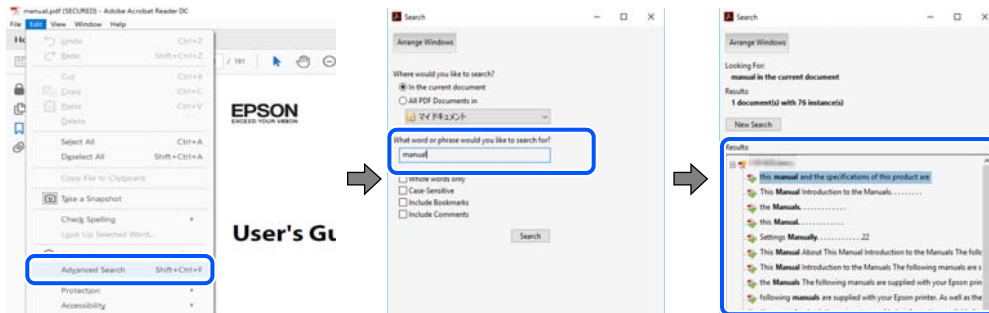 manual.pdf (SECURED) - Adobe Acrobat Reader DC
File Edit View Window Help
Undo Ctrl+Z
Redo Shift+Ctrl+Z
Cut Ctrl+X
Copy Ctrl+C
Paste Ctrl+V
Delete
Select All Ctrl+A
Deselect All Shift+Ctrl+A
Copy File to Clipboard
Take a Snapshot
Check Spelling
Look Up Selected Word...
Advanced Search Shift+Ctrl+F
Protection
Accessibility
/ 181
EPSON
EXCEED YOUR VISION
User's Gu
Search
Arrange Windows
Where would you like to search?
In the current document
All PDF Documents in
マイドキュメント
What word or phrase would you like to search for?
manual
Whole words only
Case-Sensitive
Include Bookmarks
Include Comments
Search
Search
Arrange Windows
Looking For:
manual in the current document
Results:
1 document(s) with 76 instance(s)
New Search
Results:
this manual and the specifications of this product are
This Manual Introduction to the Manuals. . . . . . . . .
the Manuals. . . . . . . . . . . . .
this Manual. . . . . . . . . . . . .
Settings Manually. . . . . . . . . . . . .22
This Manual About This Manual Introduction to the Manuals The follo
This Manual Introduction to the Manuals The following manuals are s
the Manuals The following manuals are supplied with your Epson prin
following manuals are supplied with your Epson printer. As well as the